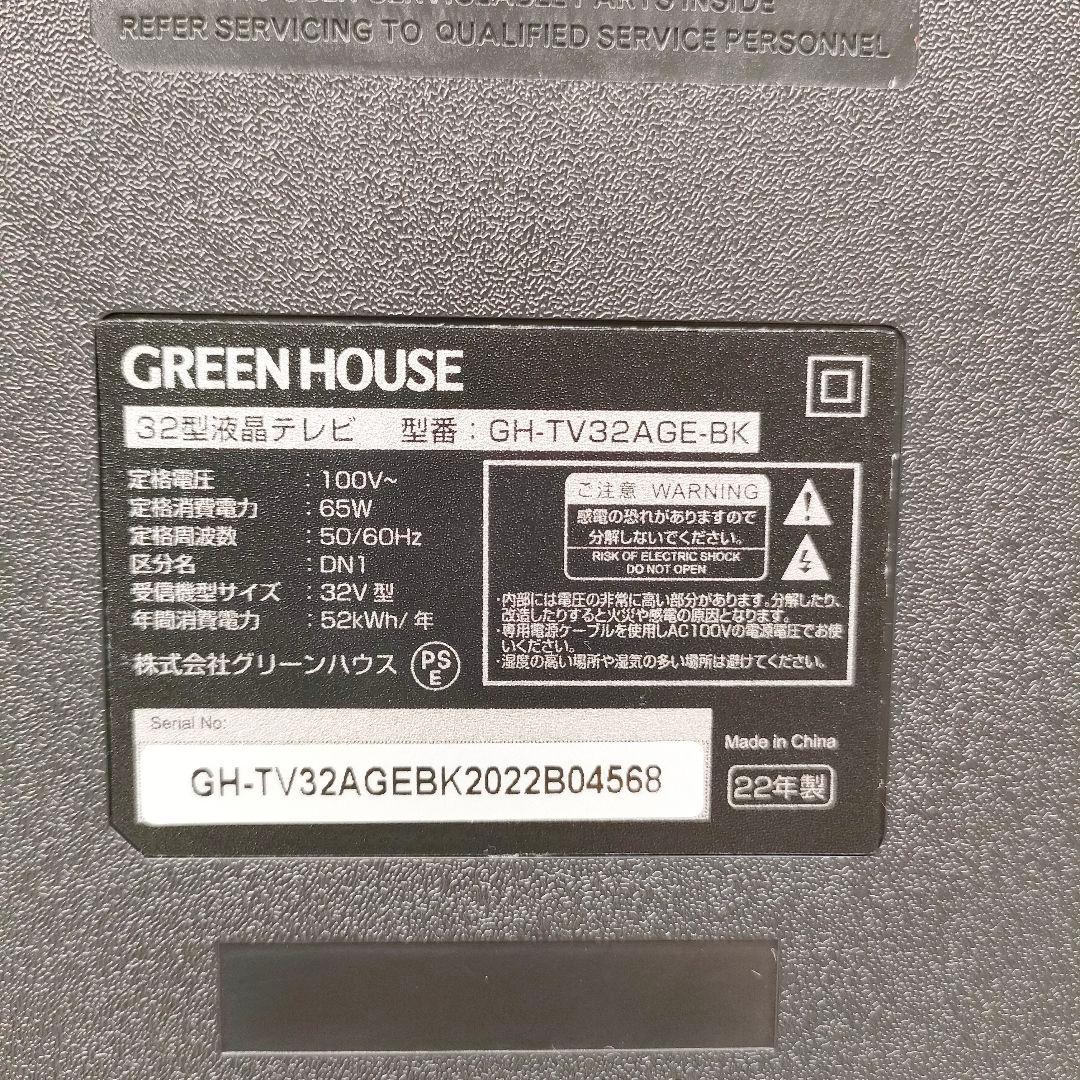 USER SERVICEABLE PARTS INSIDE
REFER SERVICING TO QUALIFIED SERVICE PERSONNEL
GREEN HOUSE
32型液晶テレビ 型番：GH-TV32AGE-BK
定格電圧 ：100V~
定格消費電力 ：65W
定格周波数 ：50/60Hz
区分名 ：DN1
受信機型サイズ ：32V 型
年間消費電力 ：52kWh/ 年
株式会社グリーンハウス PS E
ご注意 WARNING
感電の恐れがありますので
分解しないでください。
RISK OF ELECTRIC SHOCK
DO NOT OPEN
・内部には電圧の非常に高い部分があります。分解したり、
改造したりすると火災や感電の原因となります。
・専用電源ケーブルを使用しAC100Vの電源電圧でお使
いください。
・湿度の高い場所や湿気の多い場所は避けてください。
Serial No:
GH-TV32AGEBK2022B04568
Made in China
22年製